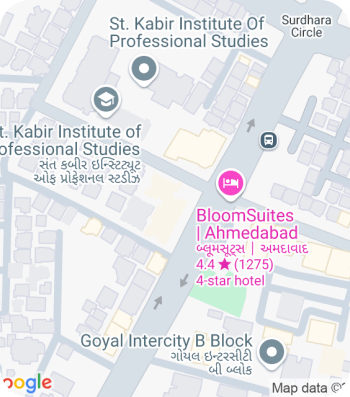 St. Kabir Institute Of
Professional Studies
Surdhara
Circle
t. Kabir Institute of
ofessional Studies
સંત કબીર ઇન્સ્ટિટ્યુટ
ઓફ પ્રોફેશનલ સ્ટડીઝ
BloomSuites
| Ahmedabad
બ્લૂમસૂટ્સ | અમદાવાદ
4.4 ★ (1275)
4-star hotel
Goyal Intercity B Block
ગોયલ ઇન્ટરસીટી
બી બ્લોક
oogle
Map data ©